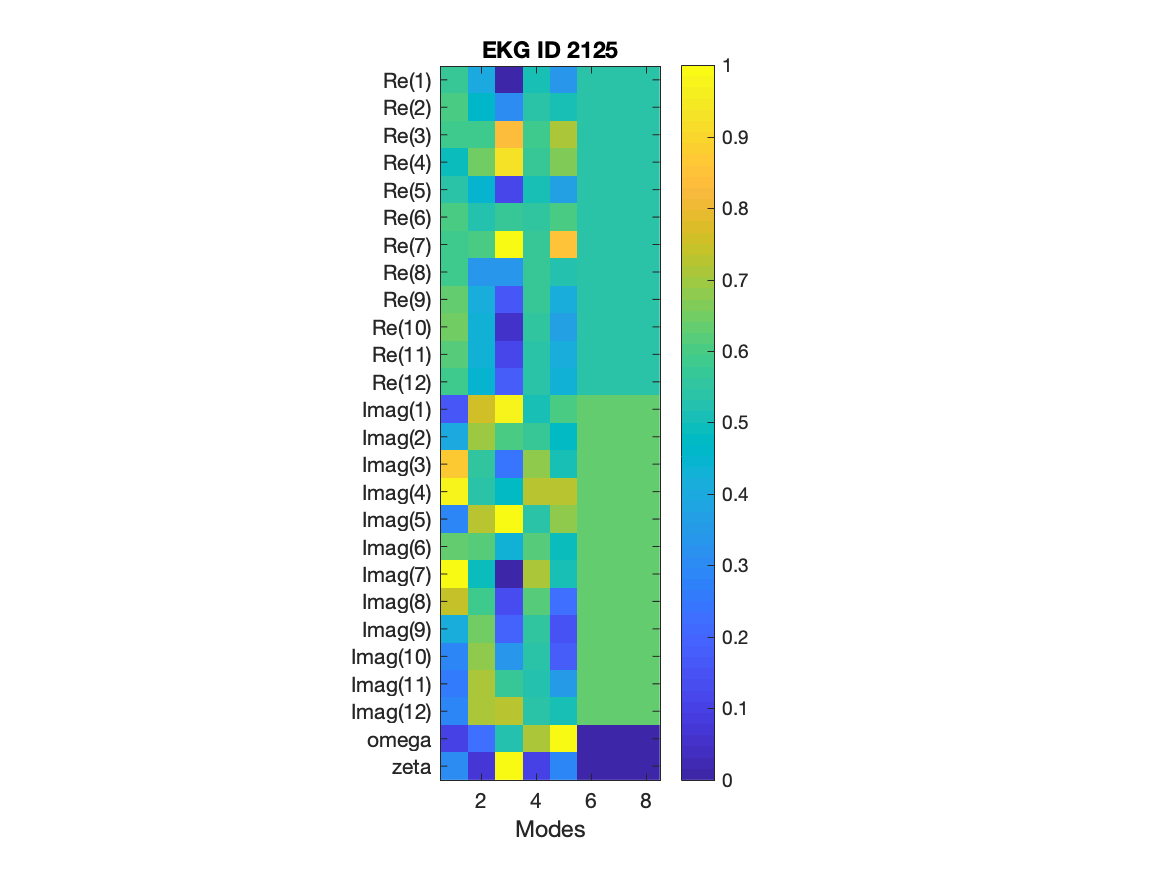 EKG ID 2125
Re(1)
Re(2)
Re(3)
Re(4)
Re(5)
Re(6)
Re(7)
Re(8)
Re(9)
Re(10)
Re(11)
Re(12)
Imag(1)
Imag(2)
Imag(3)
Imag(4)
Imag(5)
Imag(6)
Imag(7)
Imag(8)
Imag(9)
Imag(10)
Imag(11)
Imag(12)
omega
zeta
2 4 6 8
Modes
1
0.9
0.8
0.7
0.6
0.5
0.4
0.3
0.2
0.1
0